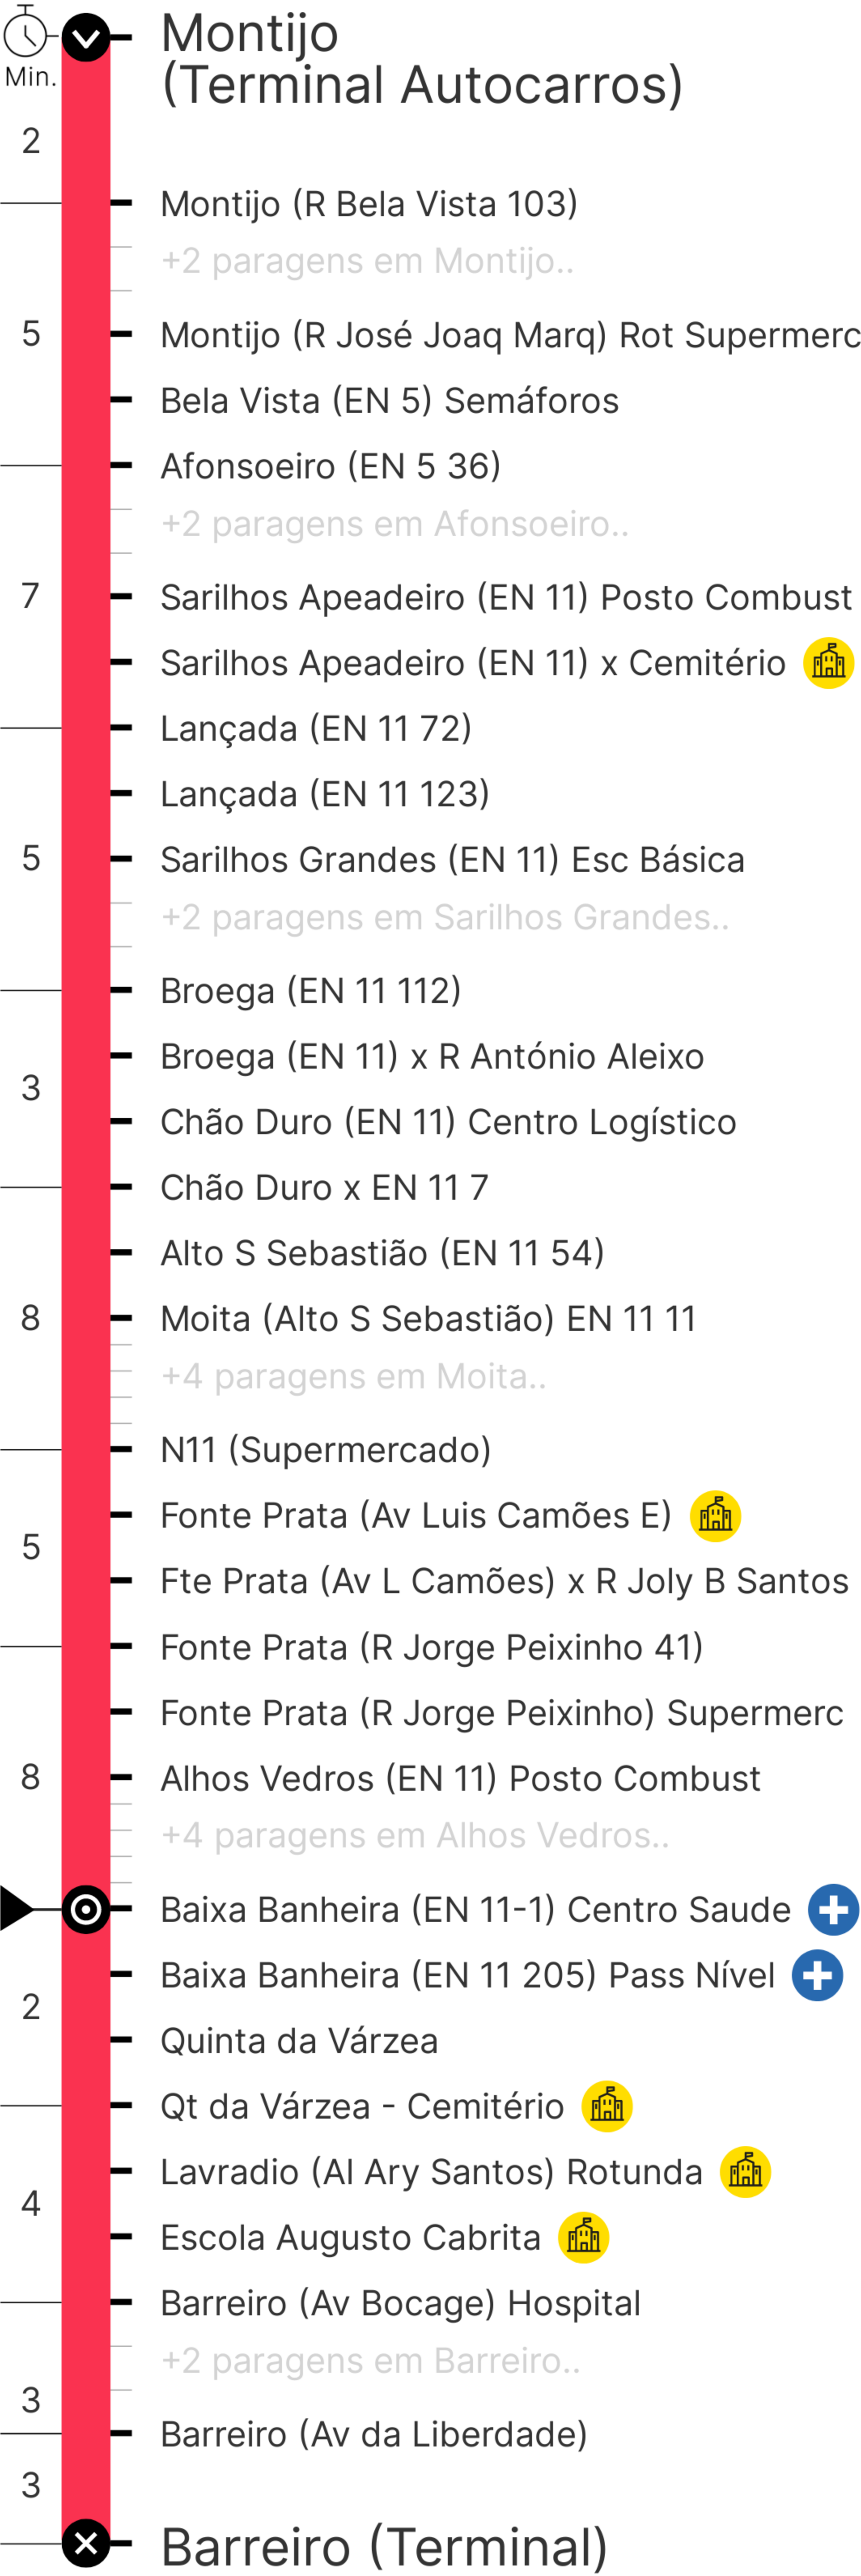 Min.
Montijo
(Terminal Autocarros)
2
Montijo (R Bela Vista 103)
+2 paragens em Montijo..
5
Montijo (R José Joaq Marq) Rot Supermerc
Bela Vista (EN 5) Semáforos
Afonsoeiro (EN 5 36)
+2 paragens em Afonsoeiro..
7
Sarilhos Apeadeiro (EN 11) Posto Combust
Sarilhos Apeadeiro (EN 11) x Cemitério
Lançada (EN 11 72)
Lançada (EN 11 123)
5
Sarilhos Grandes (EN 11) Esc Básica
+2 paragens em Sarilhos Grandes..
Broega (EN 11 112)
Broega (EN 11) x R António Aleixo
3
Chão Duro (EN 11) Centro Logístico
Chão Duro x EN 11 7
Alto S Sebastião (EN 11 54)
8
Moita (Alto S Sebastião) EN 11 11
+4 paragens em Moita..
N11 (Supermercado)
Fonte Prata (Av Luis Camões E)
5
Fte Prata (Av L Camões) x R Joly B Santos
Fonte Prata (R Jorge Peixinho 41)
Fonte Prata (R Jorge Peixinho) Supermerc
8
Alhos Vedros (EN 11) Posto Combust
+4 paragens em Alhos Vedros..
Baixa Banheira (EN 11-1) Centro Saude
Baixa Banheira (EN 11 205) Pass Nível
2
Quinta da Várzea
Qt da Várzea - Cemitério
Lavradio (Al Ary Santos) Rotunda
4
Escola Augusto Cabrita
Barreiro (Av Bocage) Hospital
+2 paragens em Barreiro..
3
Barreiro (Av da Liberdade)
3
Barreiro (Terminal)